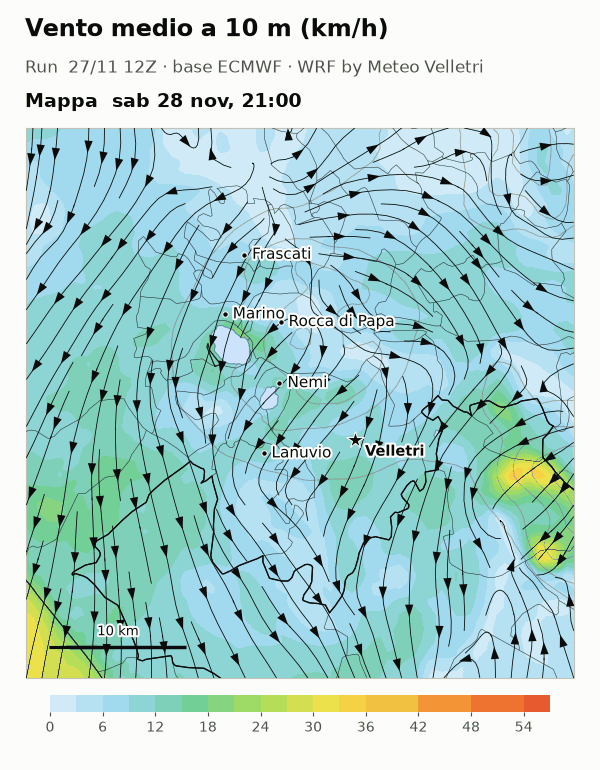 Vento medio a 10 m (km/h)
Run 27/11 12Z · base ECMWF · WRF by Meteo Velletri
Mappa sab 28 nov, 21:00
Frascati
Marino
Rocca di Papa
Nemi
Velletri
Lanuvio
10 km
0 6 12 18 24 30 36 42 48 54